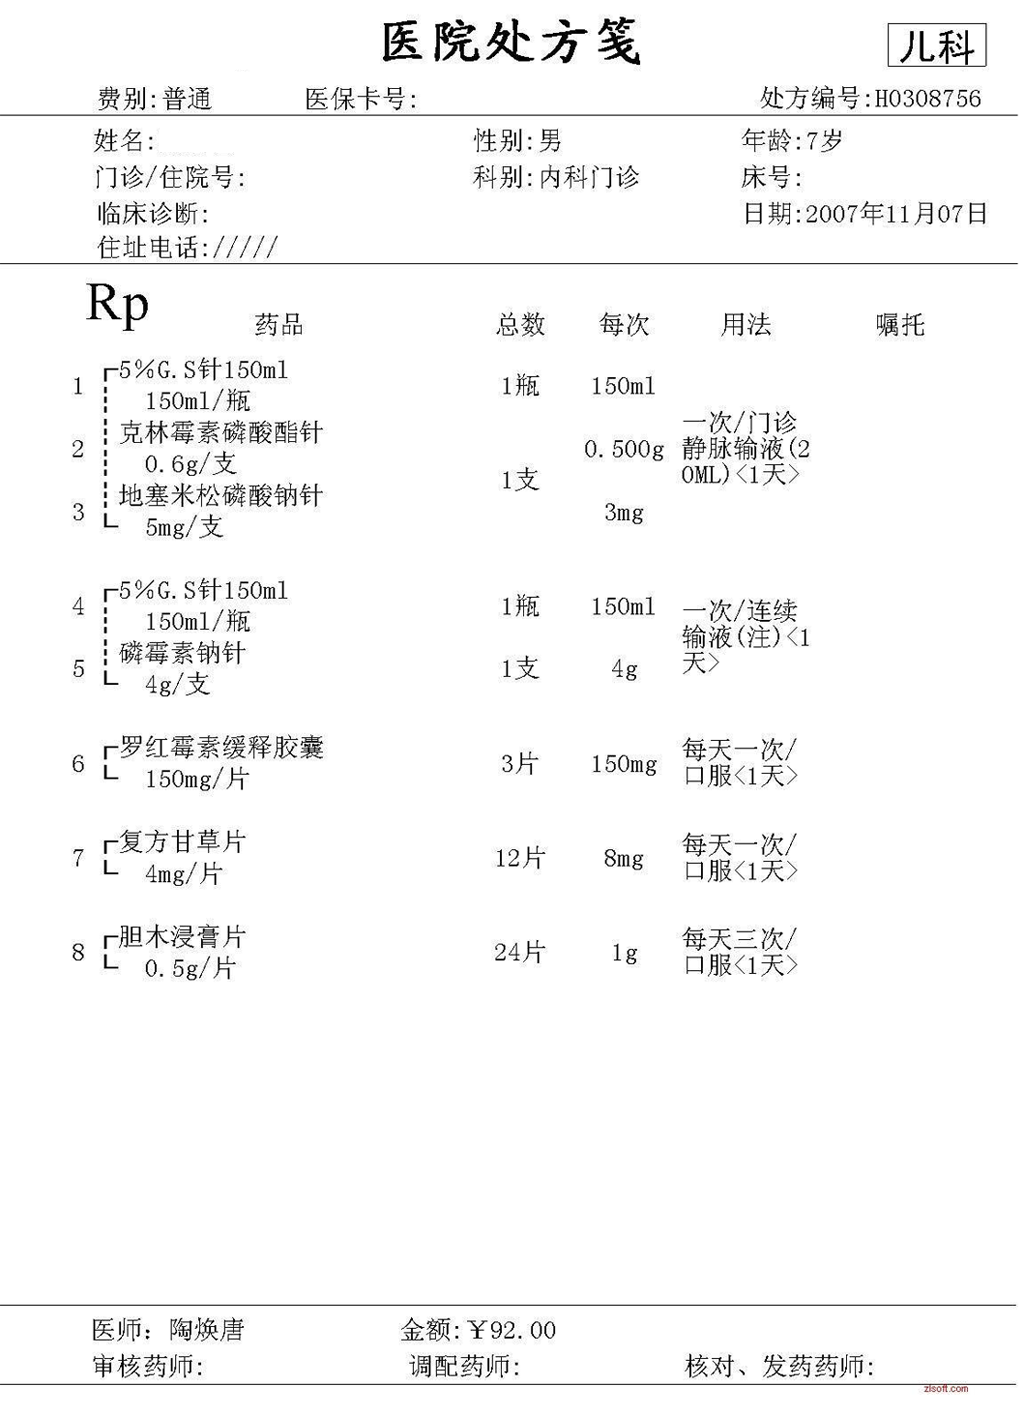 医院处方笺
儿科
费别:普通 医保卡号: 处方编号:H0308756
姓名: 性别:男 年龄:7岁
门诊/住院号: 科别:内科门诊 床号:
临床诊断: 日期:2007年11月07日
住址电话://///
Rp
药品 总数 每次 用法 嘱托
1 5%G.S针150ml 1瓶 150ml
150ml/瓶
2 克林霉素磷酸酯针 0.500g
0.6g/支
3 地塞米松磷酸钠针 1支 3mg
5mg/支
一次/门诊
静脉输液(2
0ML)<1天>
4 5%G.S针150ml 1瓶 150ml
150ml/瓶
5 磷霉素钠针 1支 4g
4g/支
一次/连续
输液(注)<1
天>
6 罗红霉素缓释胶囊 3片 150mg
150mg/片
每天一次/
口服<1天>
7 复方甘草片 12片 8mg
4mg/片
每天一次/
口服<1天>
8 胆木浸膏片 24片 1g
0.5g/片
每天三次/
口服<1天>
医师：陶焕唐 金额:￥92.00
审核药师: 调配药师: 核对、发药药师:
zlsoft.com